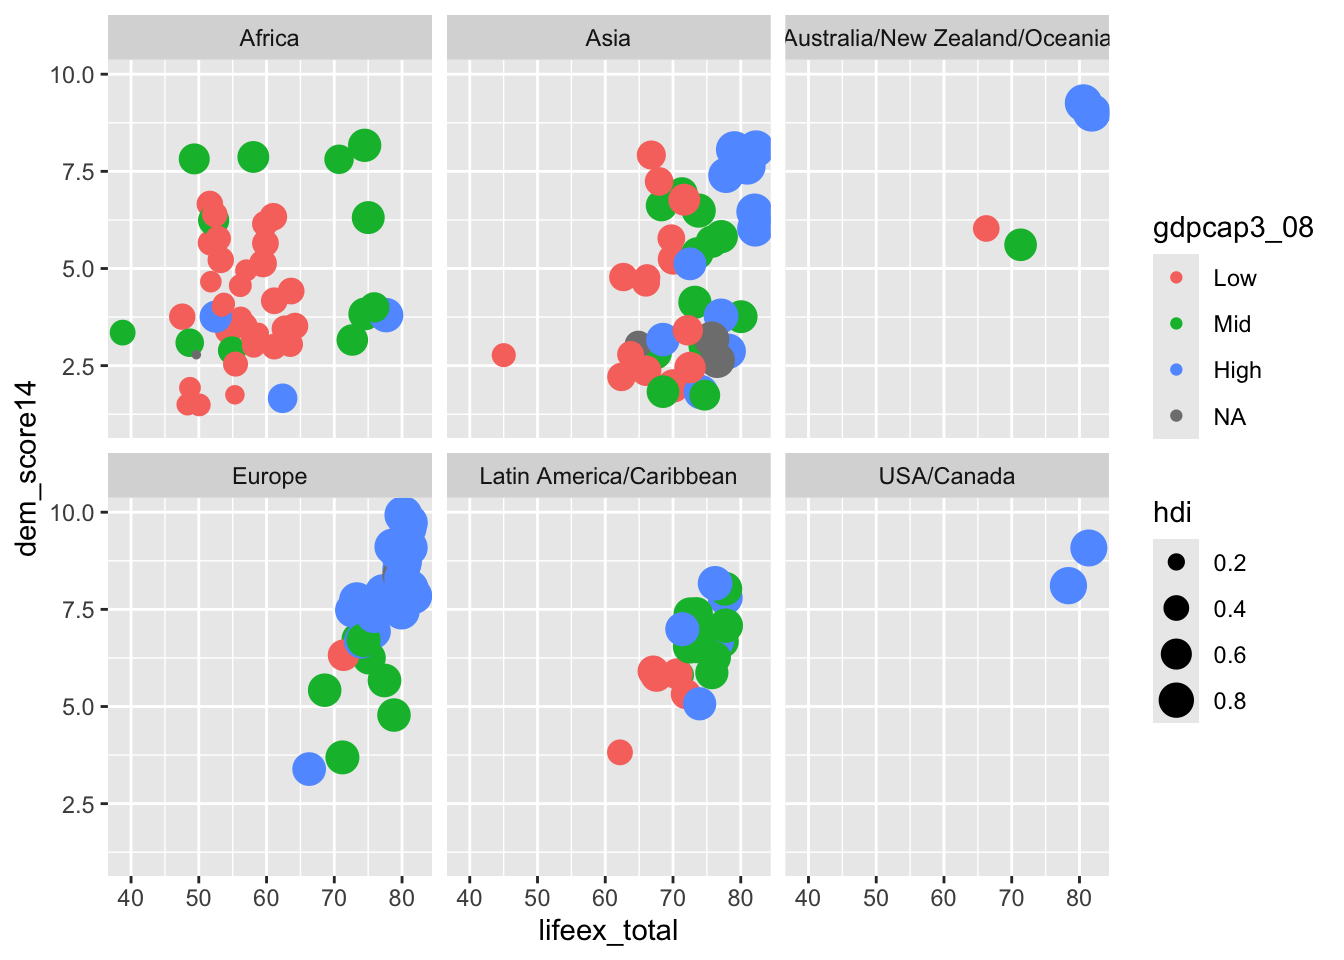 Africa
Asia
Australia/New Zealand/Oceania
10.0
7.5
5.0
2.5
Europe
Latin America/Caribbean
USA/Canada
10.0
7.5
5.0
2.5
40 50 60 70 80
40 50 60 70 80
40 50 60 70 80
lifeex_total
dem_score14
gdpcap3_08
Low
Mid
High
NA
hdi
0.2
0.4
0.6
0.8